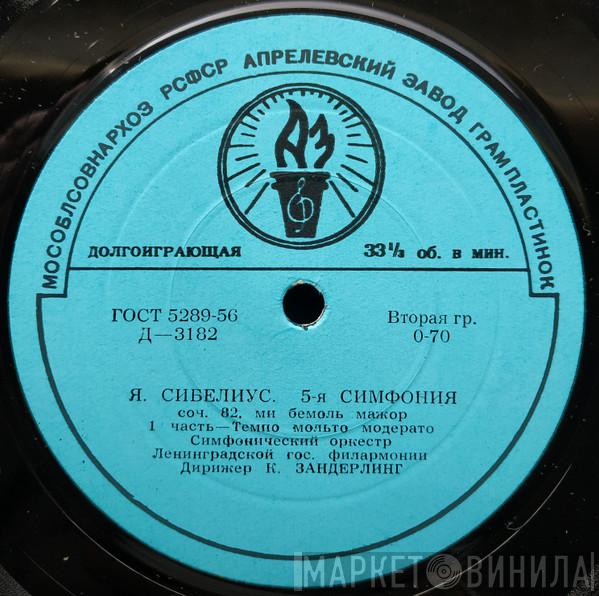 МОСОБЛСОВНАРХОЗ РСФСР АПРЕЛЕВСКИЙ ЗАВОД ГРАМПЛАСТИНОК
АЗ
ДОЛГОИГРАЮЩАЯ
33⅓ об. в мин.
ГОСТ 5289-56
Д—3182
Вторая гр.
0-70
Я. СИБЕЛИУС. 5-я СИМФОНИЯ
соч. 82, ми бемоль мажор
1 часть—Темпо мольто модерато
Симфонический оркестр
Ленинградской гос. филармонии
Дирижер К. ЗАНДЕРЛИНГ
МАРКЕТ ВИНИЛА